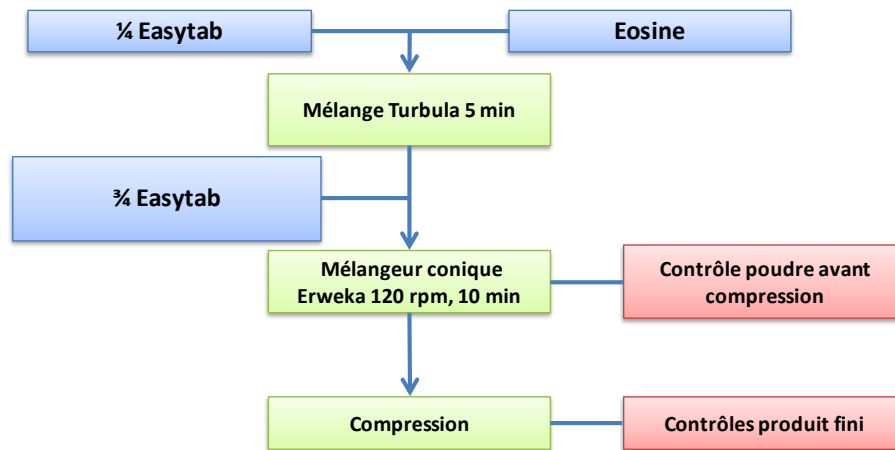 ¼ Easytab
Eosine
Mélange Turbula 5 min
¾ Easytab
Mélangeur conique
Erweka 120 rpm, 10 min
Contrôle poudre avant
compression
Compression
Contrôles produit fini